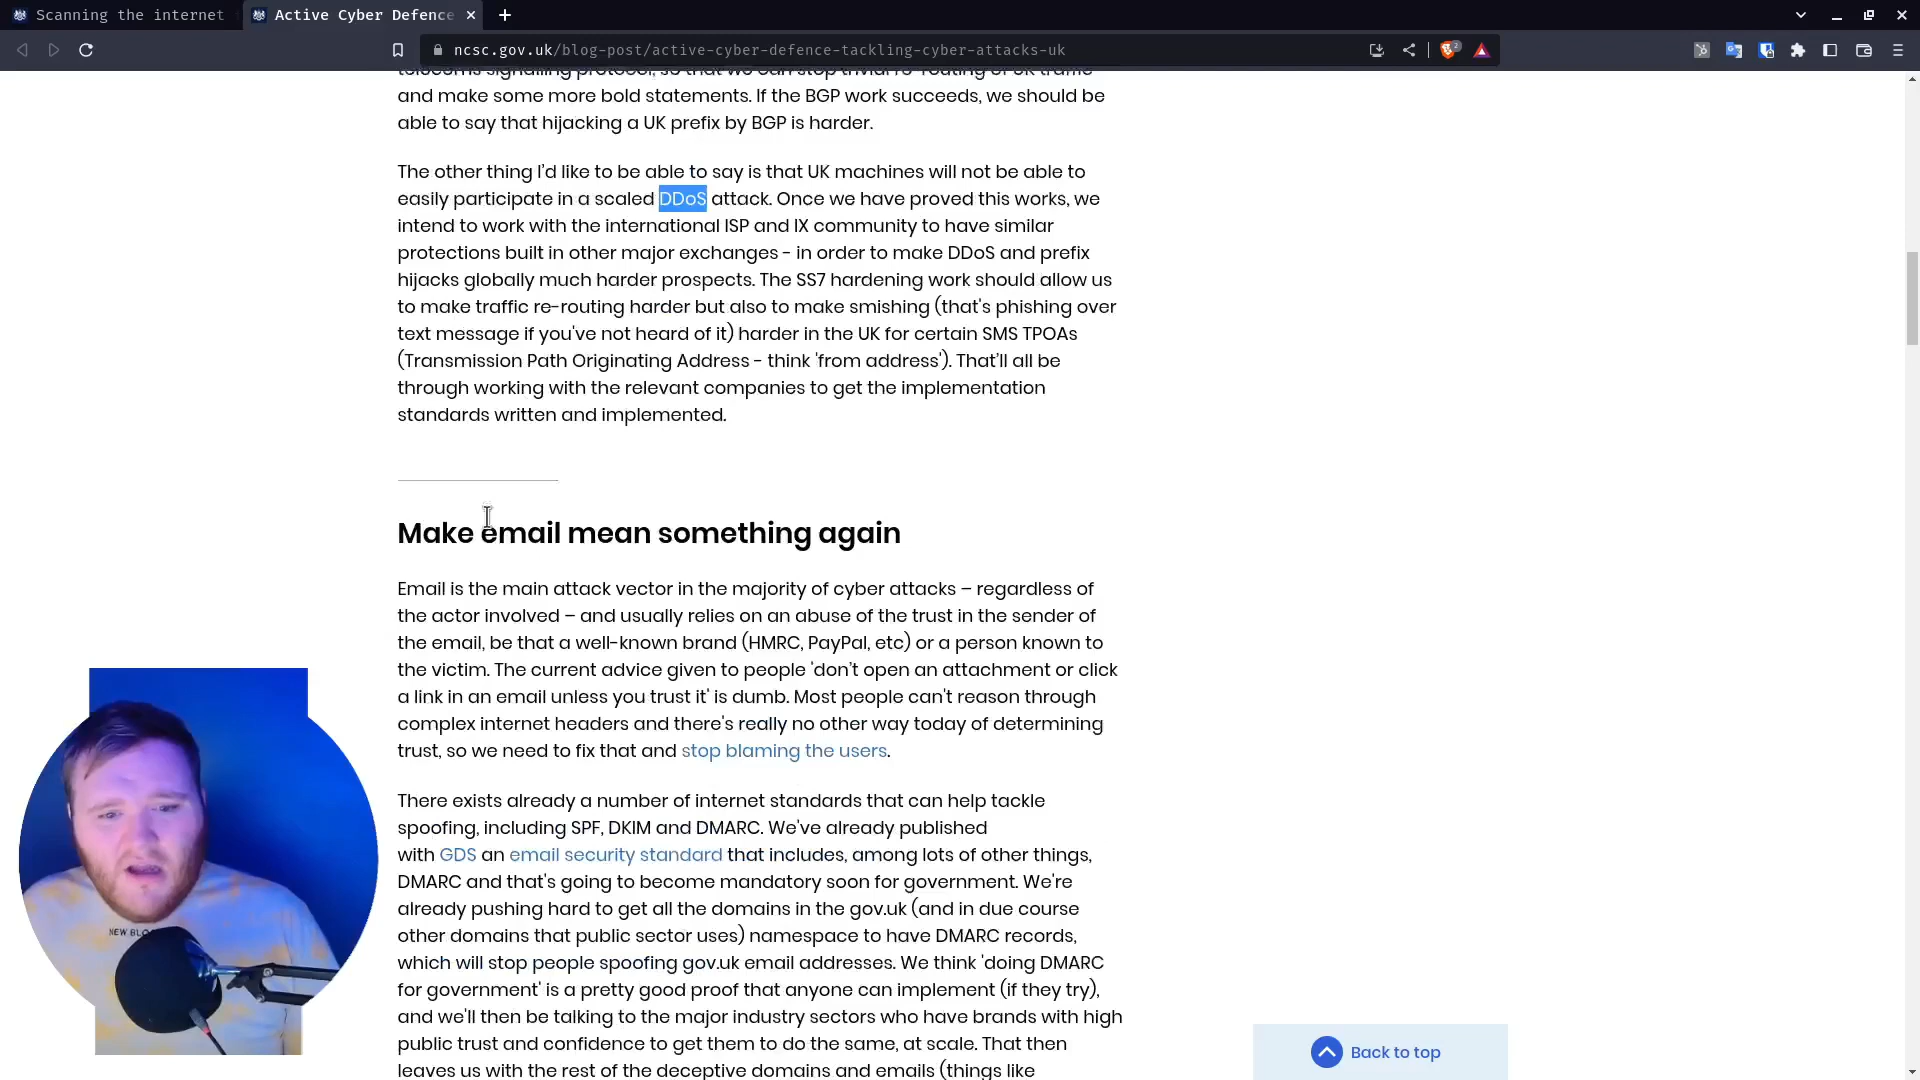 Scanning the internet
Active Cyber Defence
ncsc.gov.uk/blog-post/active-cyber-defence-tackling-cyber-attacks-uk
2
telecoms signalling protocol, so that we can stop trivial re-routing of UK traffic
and make some more bold statements. If the BGP work succeeds, we should be
able to say that hijacking a UK prefix by BGP is harder.
The other thing I'd like to be able to say is that UK machines will not be able to
easily participate in a scaled DDoS attack. Once we have proved this works, we
intend to work with the international ISP and IX community to have similar
protections built in other major exchanges - in order to make DDoS and prefix
hijacks globally much harder prospects. The SS7 hardening work should allow us
to make traffic re-routing harder but also to make smishing (that's phishing over
text message if you've not heard of it) harder in the UK for certain SMS TPOAs
(Transmission Path Originating Address - think 'from address'). That'll all be
through working with the relevant companies to get the implementation
standards written and implemented.
Make email mean something again
Email is the main attack vector in the majority of cyber attacks – regardless of
the actor involved – and usually relies on an abuse of the trust in the sender of
the email, be that a well-known brand (HMRC, PayPal, etc) or a person known to
the victim. The current advice given to people 'don't open an attachment or click
a link in an email unless you trust it' is dumb. Most people can't reason through
complex internet headers and there's really no other way today of determining
trust, so we need to fix that and stop blaming the users.
There exists already a number of internet standards that can help tackle
spoofing, including SPF, DKIM and DMARC. We've already published
with GDS an email security standard that includes, among lots of other things,
DMARC and that's going to become mandatory soon for government. We're
already pushing hard to get all the domains in the gov.uk (and in due course
other domains that public sector uses) namespace to have DMARC records,
which will stop people spoofing gov.uk email addresses. We think 'doing DMARC
for government' is a pretty good proof that anyone can implement (if they try),
and we'll then be talking to the major industry sectors who have brands with high
public trust and confidence to get them to do the same, at scale. That then
leaves us with the rest of the deceptive domains and emails (things like
NEW BLO
Back to top